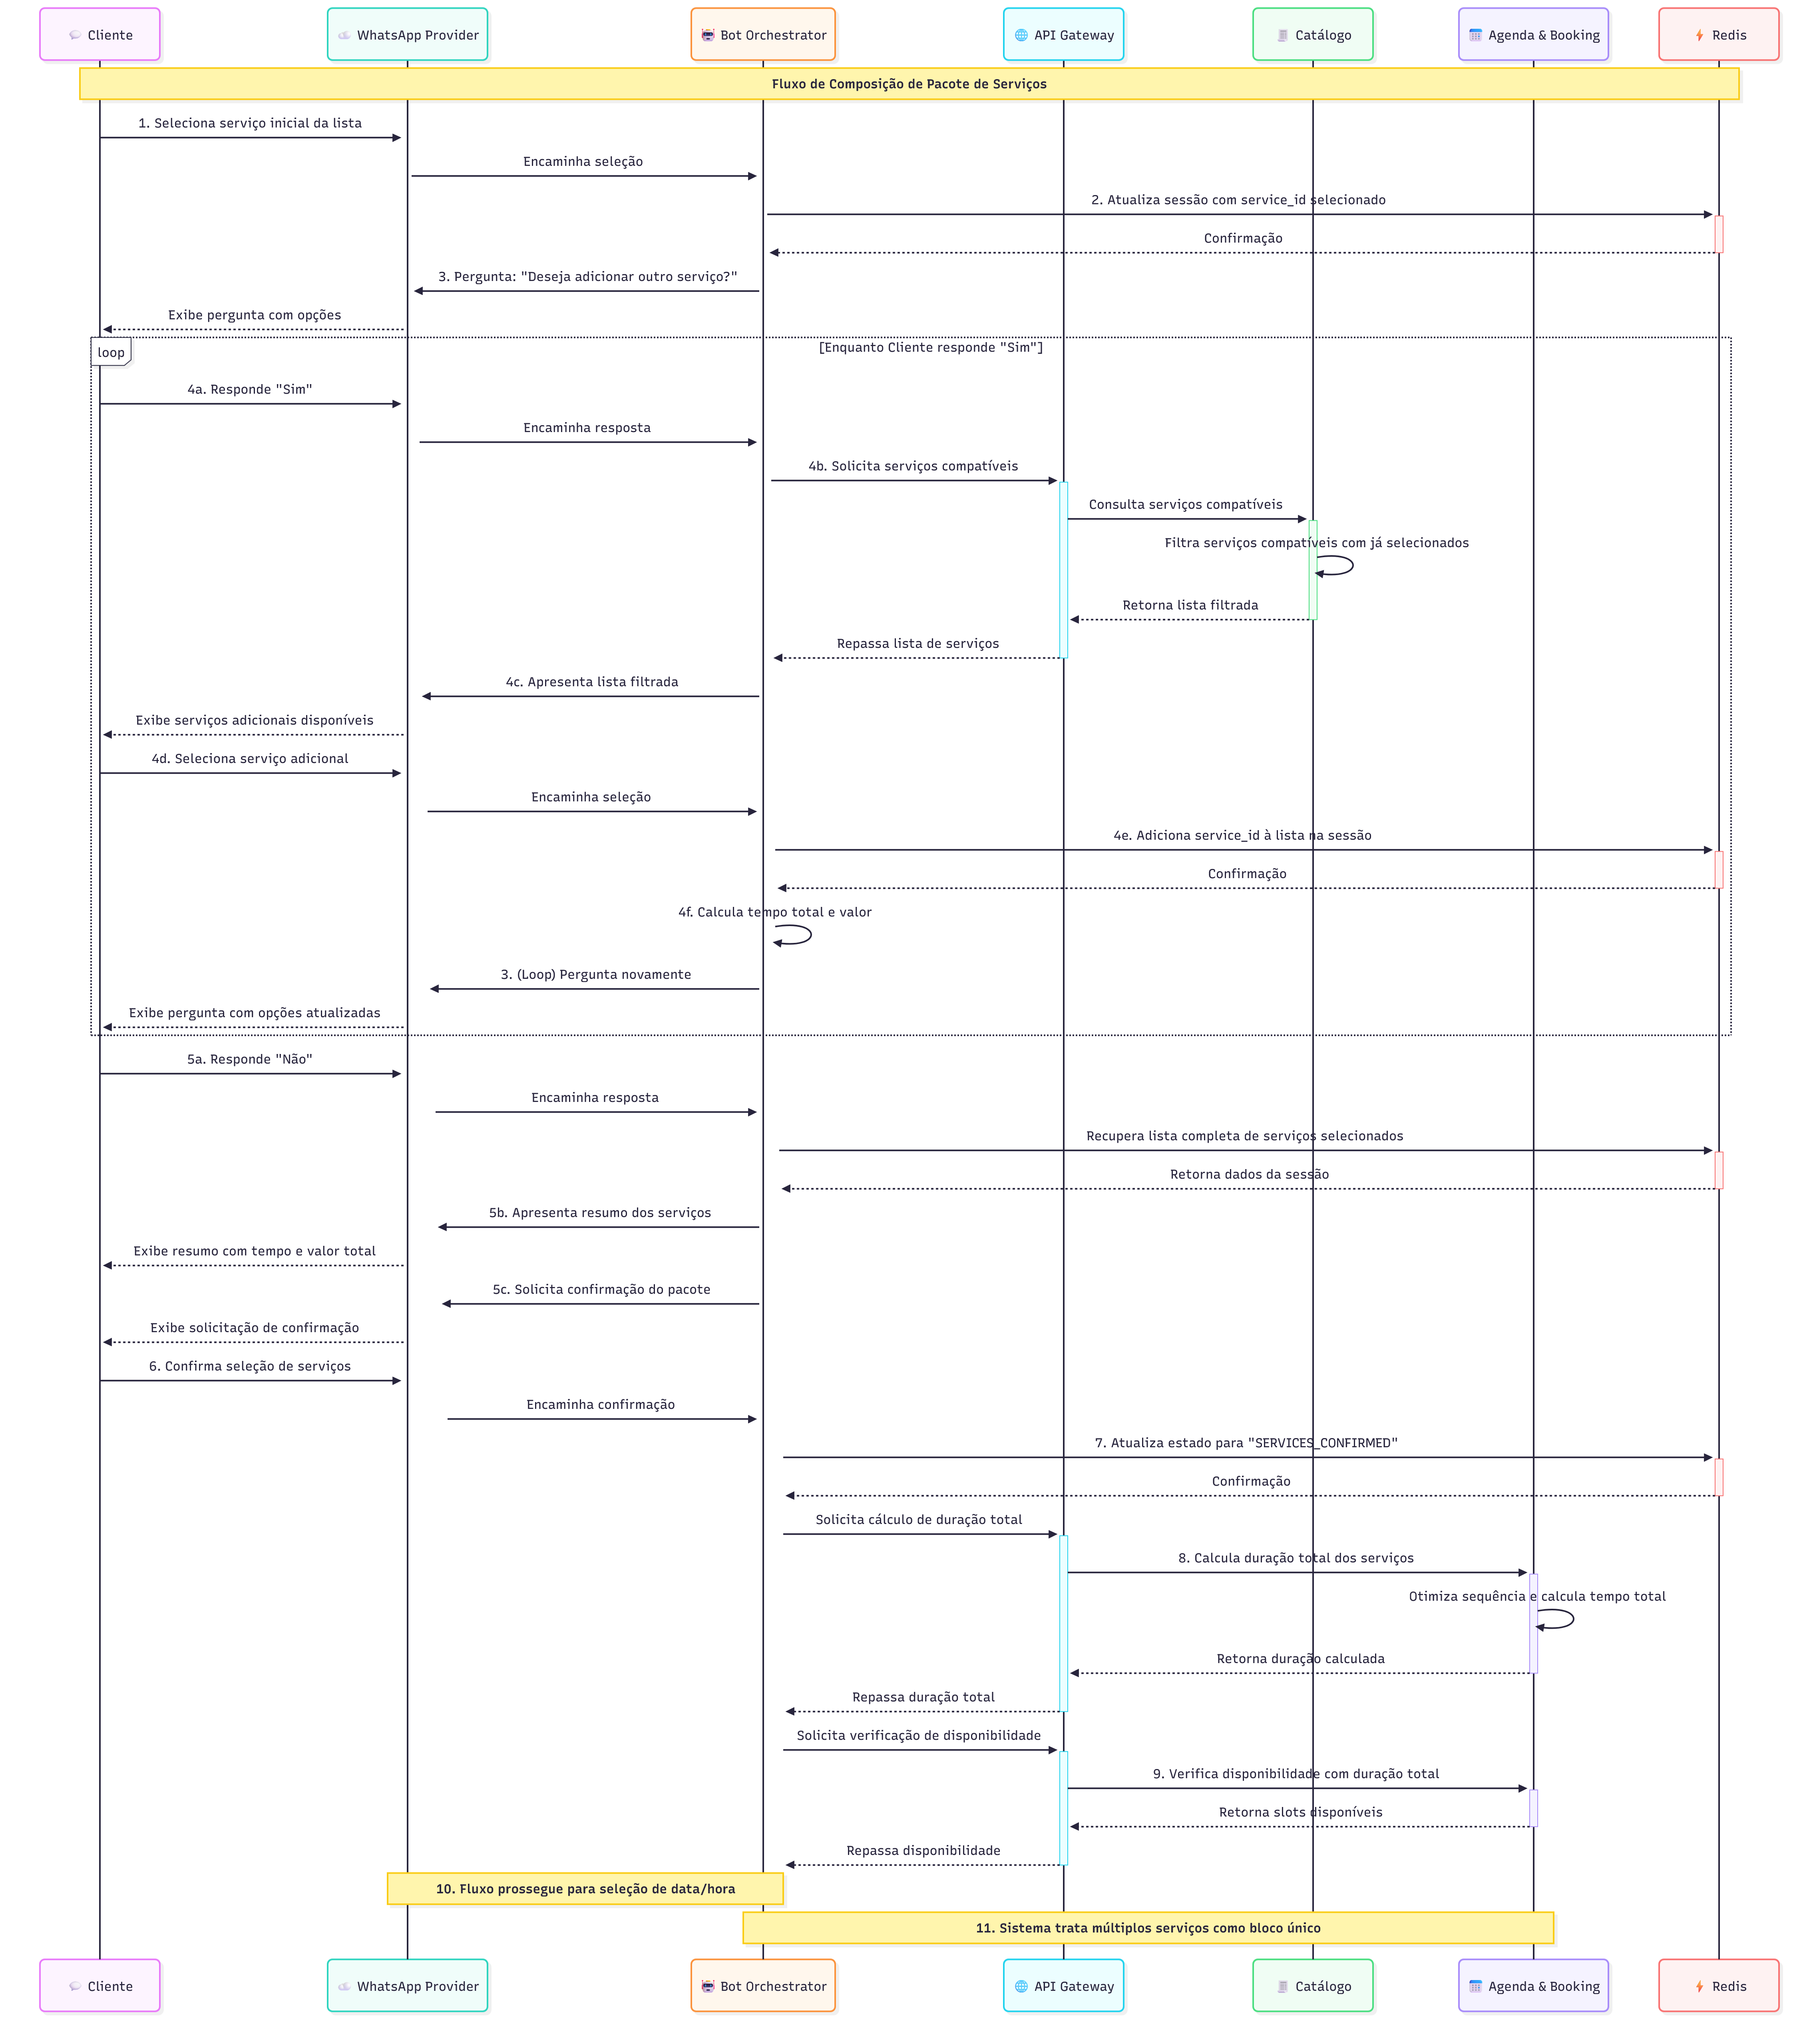 Cliente
WhatsApp Provider
Bot Orchestrator
API Gateway
Catálogo
Agenda & Booking
Redis
Fluxo de Composição de Pacote de Serviços
1. Seleciona serviço inicial da lista
Encaminha seleção
2. Atualiza sessão com service_id selecionado
Confirmação
3. Pergunta: "Deseja adicionar outro serviço?"
Exibe pergunta com opções
loop
[Enquanto Cliente responde "Sim"]
4a. Responde "Sim"
Encaminha resposta
4b. Solicita serviços compatíveis
Consulta serviços compatíveis
Filtra serviços compatíveis com já selecionados
Retorna lista filtrada
Repassa lista de serviços
4c. Apresenta lista filtrada
Exibe serviços adicionais disponíveis
4d. Seleciona serviço adicional
Encaminha seleção
4e. Adiciona service_id à lista na sessão
Confirmação
4f. Calcula tempo total e valor
3. (Loop) Pergunta novamente
Exibe pergunta com opções atualizadas
5a. Responde "Não"
Encaminha resposta
Recupera lista completa de serviços selecionados
Retorna dados da sessão
5b. Apresenta resumo dos serviços
Exibe resumo com tempo e valor total
5c. Solicita confirmação do pacote
Exibe solicitação de confirmação
6. Confirma seleção de serviços
Encaminha confirmação
7. Atualiza estado para "SERVICES_CONFIRMED"
Confirmação
Solicita cálculo de duração total
8. Calcula duração total dos serviços
Otimiza sequência e calcula tempo total
Retorna duração calculada
Repassa duração total
Solicita verificação de disponibilidade
9. Verifica disponibilidade com duração total
Retorna slots disponíveis
Repassa disponibilidade
10. Fluxo prossegue para seleção de data/hora
11. Sistema trata múltiplos serviços como bloco único
Cliente
WhatsApp Provider
Bot Orchestrator
API Gateway
Catálogo
Agenda & Booking
Redis